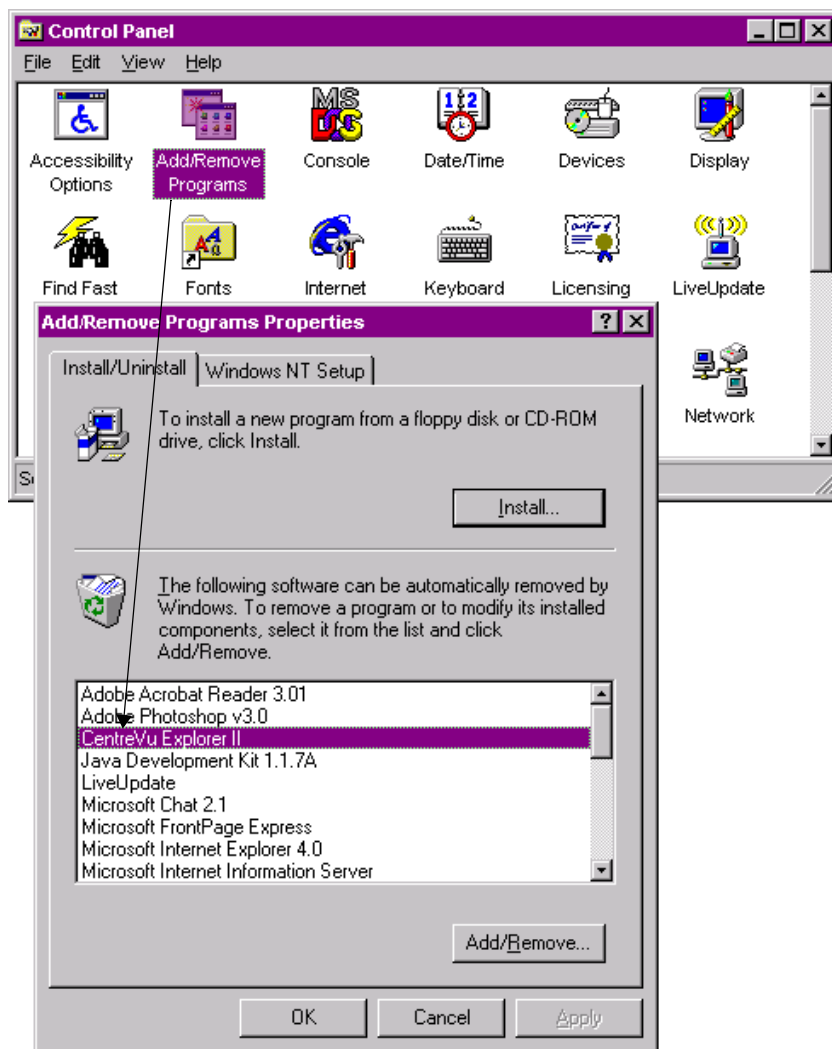 Control Panel
File Edit View Help
MS
DOS
1 1 2
Accessibility
Options
Add/Remove
Programs
Console
Date/Time
Devices
Display
Find Fast
Fonts
Internet
Keyboard
Licensing
LiveUpdate
Network
Add/Remove Programs Properties
Install/Uninstall
Windows NT Setup
To install a new program from a floppy disk or CD-ROM
drive, click Install.
Install...
The following software can be automatically removed by
Windows. To remove a program or to modify its installed
components, select it from the list and click
Add/Remove.
Adobe Acrobat Reader 3.01
Adobe Photoshop v3.0
CentreVu Explorer II
Java Development Kit 1.1.7A
LiveUpdate
Microsoft Chat 2.1
Microsoft FrontPage Express
Microsoft Internet Explorer 4.0
Microsoft Internet Information Server
Add/Remove...
OK
Cancel
Apply